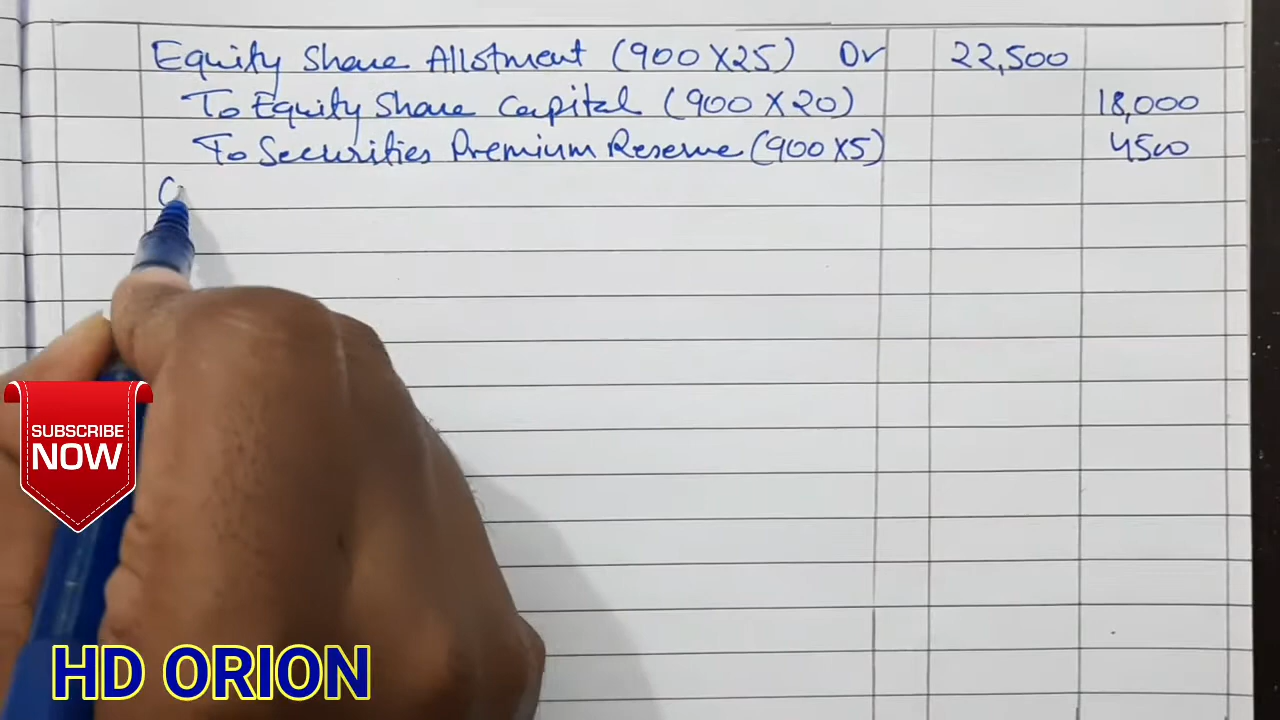 Equity Share Allotment (900 X 25) Dr 22,500
To Equity Share Capital (900 X 20) 18,000
To Securities Premium Reserve (900 X 5) 4500
(
SUBSCRIBE
NOW
HD ORION